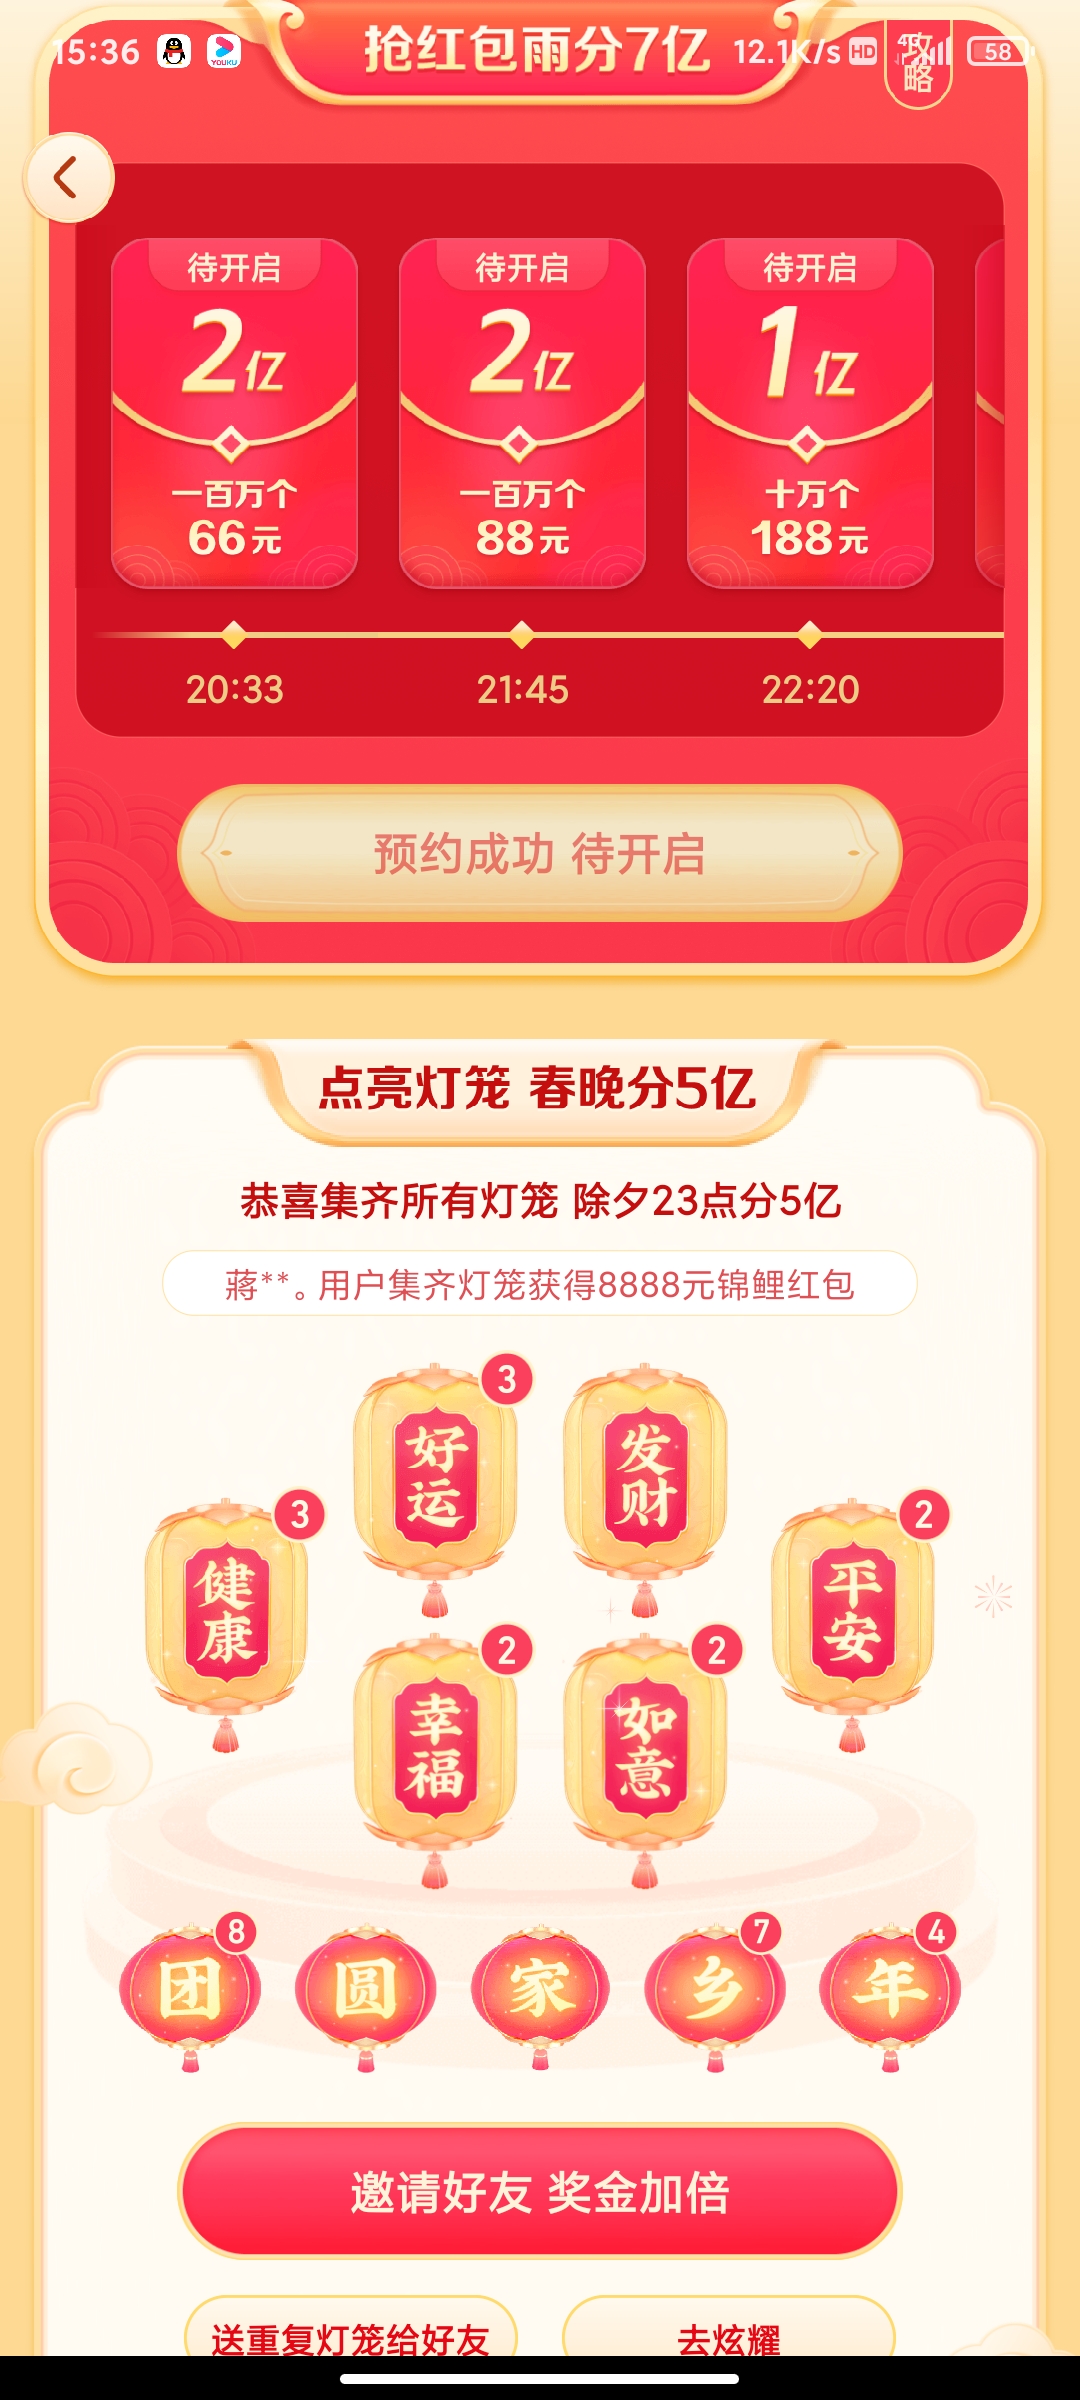 15:36
YOUKU
抢红包雨分7亿
12.1K/s HD 58
攻略
待开启
2亿
一百万个
66元
待开启
2亿
一百万个
88元
待开启
1亿
十万个
188元
20:33
21:45
22:20
预约成功 待开启
点亮灯笼 春晚分5亿
恭喜集齐所有灯笼 除夕23点分5亿
蒋**。用户集齐灯笼获得8888元锦鲤红包
好运
3
发财
健康
3
平安
2
幸福
2
如意
2
团
8
圆
家
乡
7
年
4
邀请好友 奖金加倍
送重复灯笼给好友
去炫耀